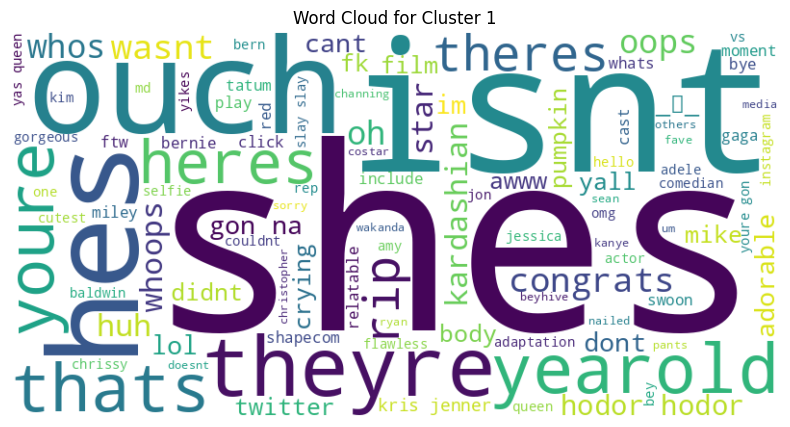 Word Cloud for Cluster 1
yas queen
whos
wasnt
bern
cant
theres
oops
vs
moment
bye
kim
md
yikes
tatum
play
red
fk
film
whats
ouch
isnt
channing
slay slay
star
im
pumpkin
cast
others
fave
gaga
media
instagram
gorgeous
ftw
bernie
click
oh
hello
adele
comedian
youre
one
cutest
hes
heres
selfie
rep
include
kardashian
awww
jon
yall
sean
omg
youre gon
miley
whoops
gon na
sorry
couldnt
wakanda
shes
jessica
kanye
um
mike
adorable
baldwin
didnt
christopher
crying
relatable
amy
rip
actor
congrats
beyhive
swoon
huh
lol
ryan
flawless
shapecom
body
adaptation
nailed
dont
pants
chrissy
doesnt
thats
theyre
yearold
twitter
kris jenner
costar
queen
hodor hodor
bey